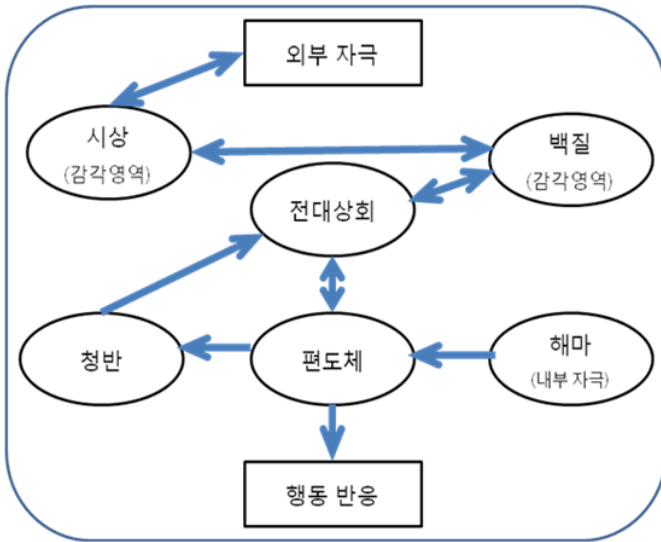 외부 자극
시상
(감각영역)
백질
(감각영역)
전대상회
청반
편도체
해마
(내부 자극)
행동 반응